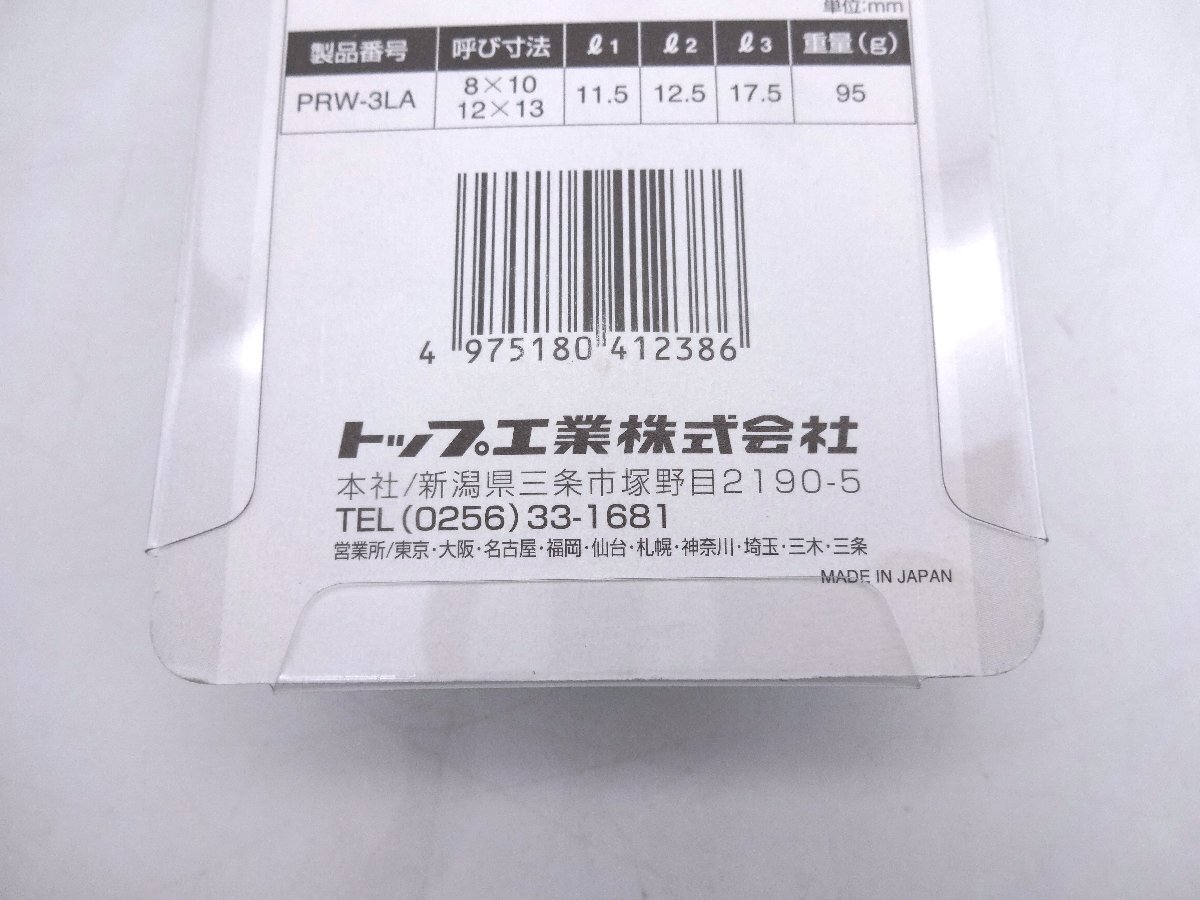 単位:mm
製品番号 呼び寸法 ℓ1 ℓ2 ℓ3 重量(g)
PRW-3LA 8×10 12×13 11.5 12.5 17.5 95
4 975180 412386
トップ工業株式会社
本社/新潟県三条市塚野目2190-5
TEL(0256)33-1681
営業所/東京・大阪・名古屋・福岡・仙台・札幌・神奈川・埼玉・三木・三条
MADE IN JAPAN